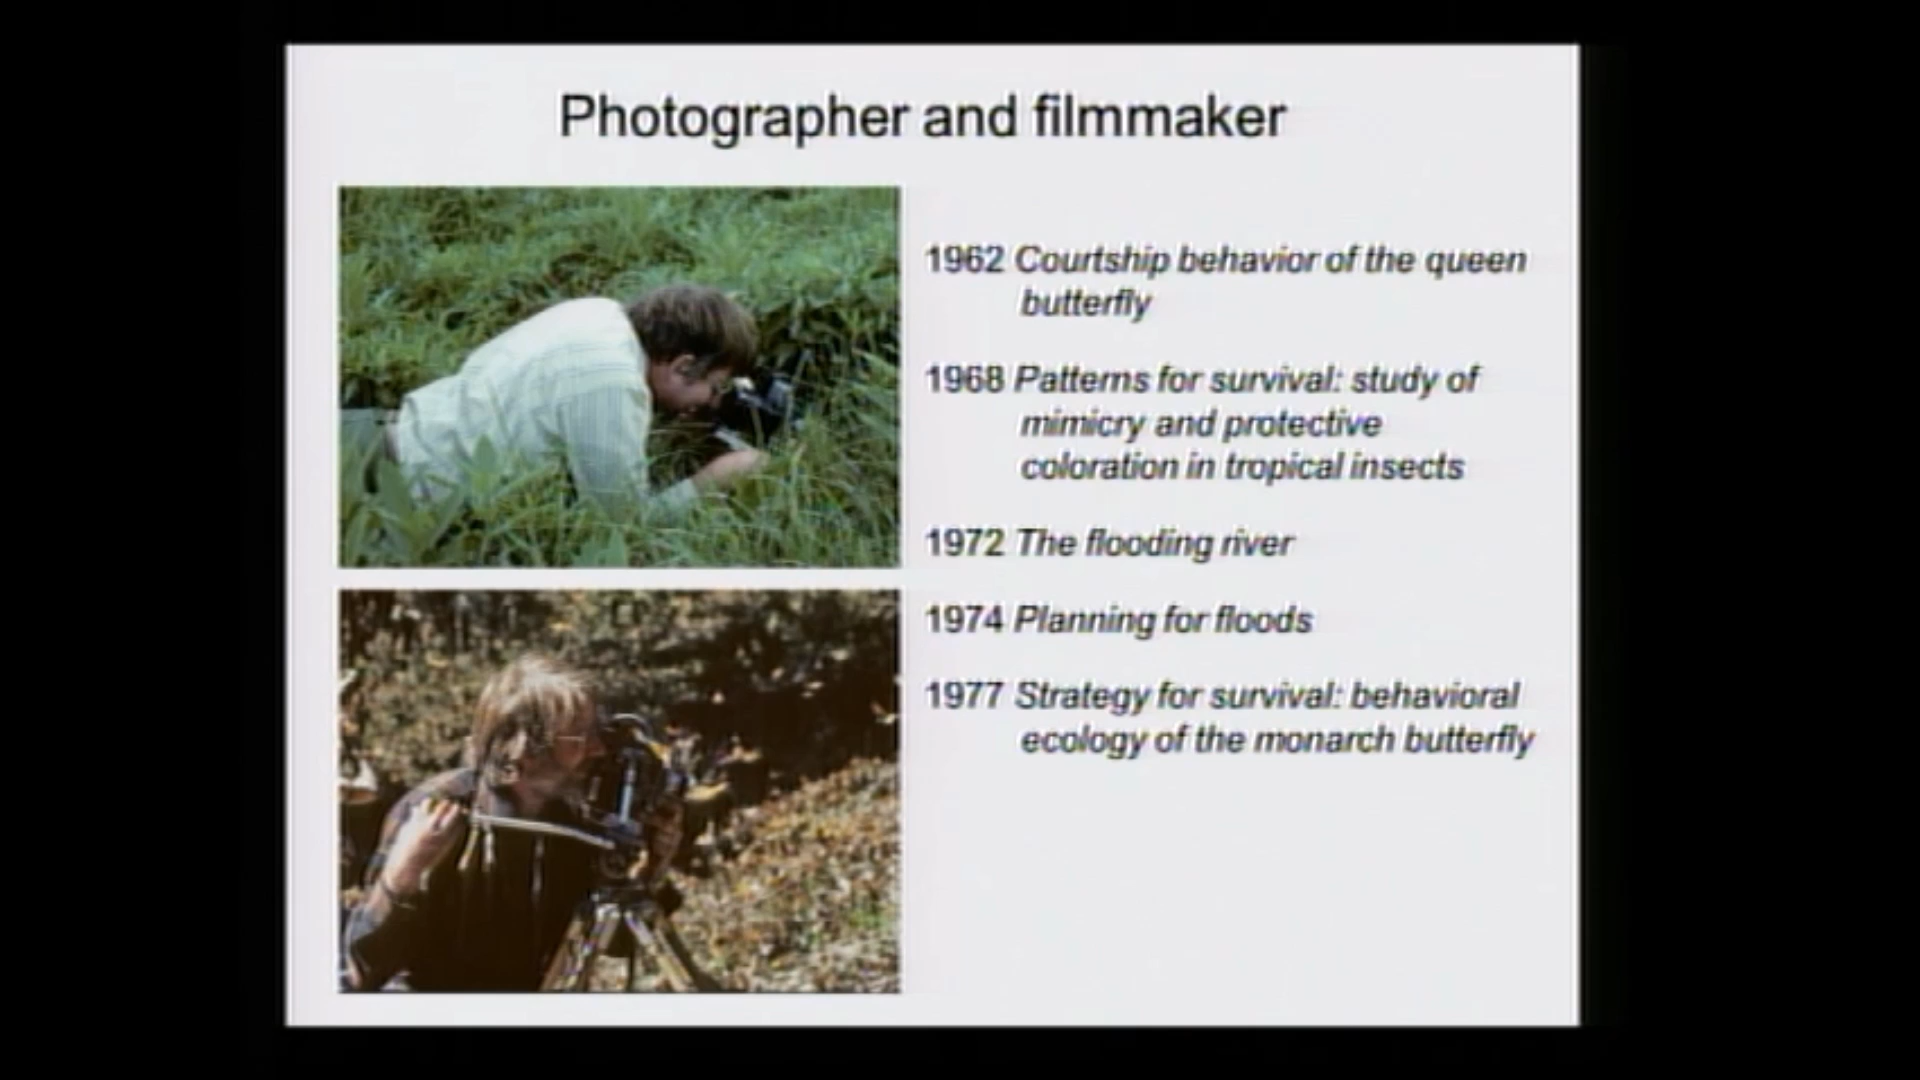 Photographer and filmmaker
1962 Courtship behavior of the queen
butterfly
1968 Patterns for survival: study of
mimicry and protective
coloration in tropical insects
1972 The flooding river
1974 Planning for floods
1977 Strategy for survival: behavioral
ecology of the monarch butterfly